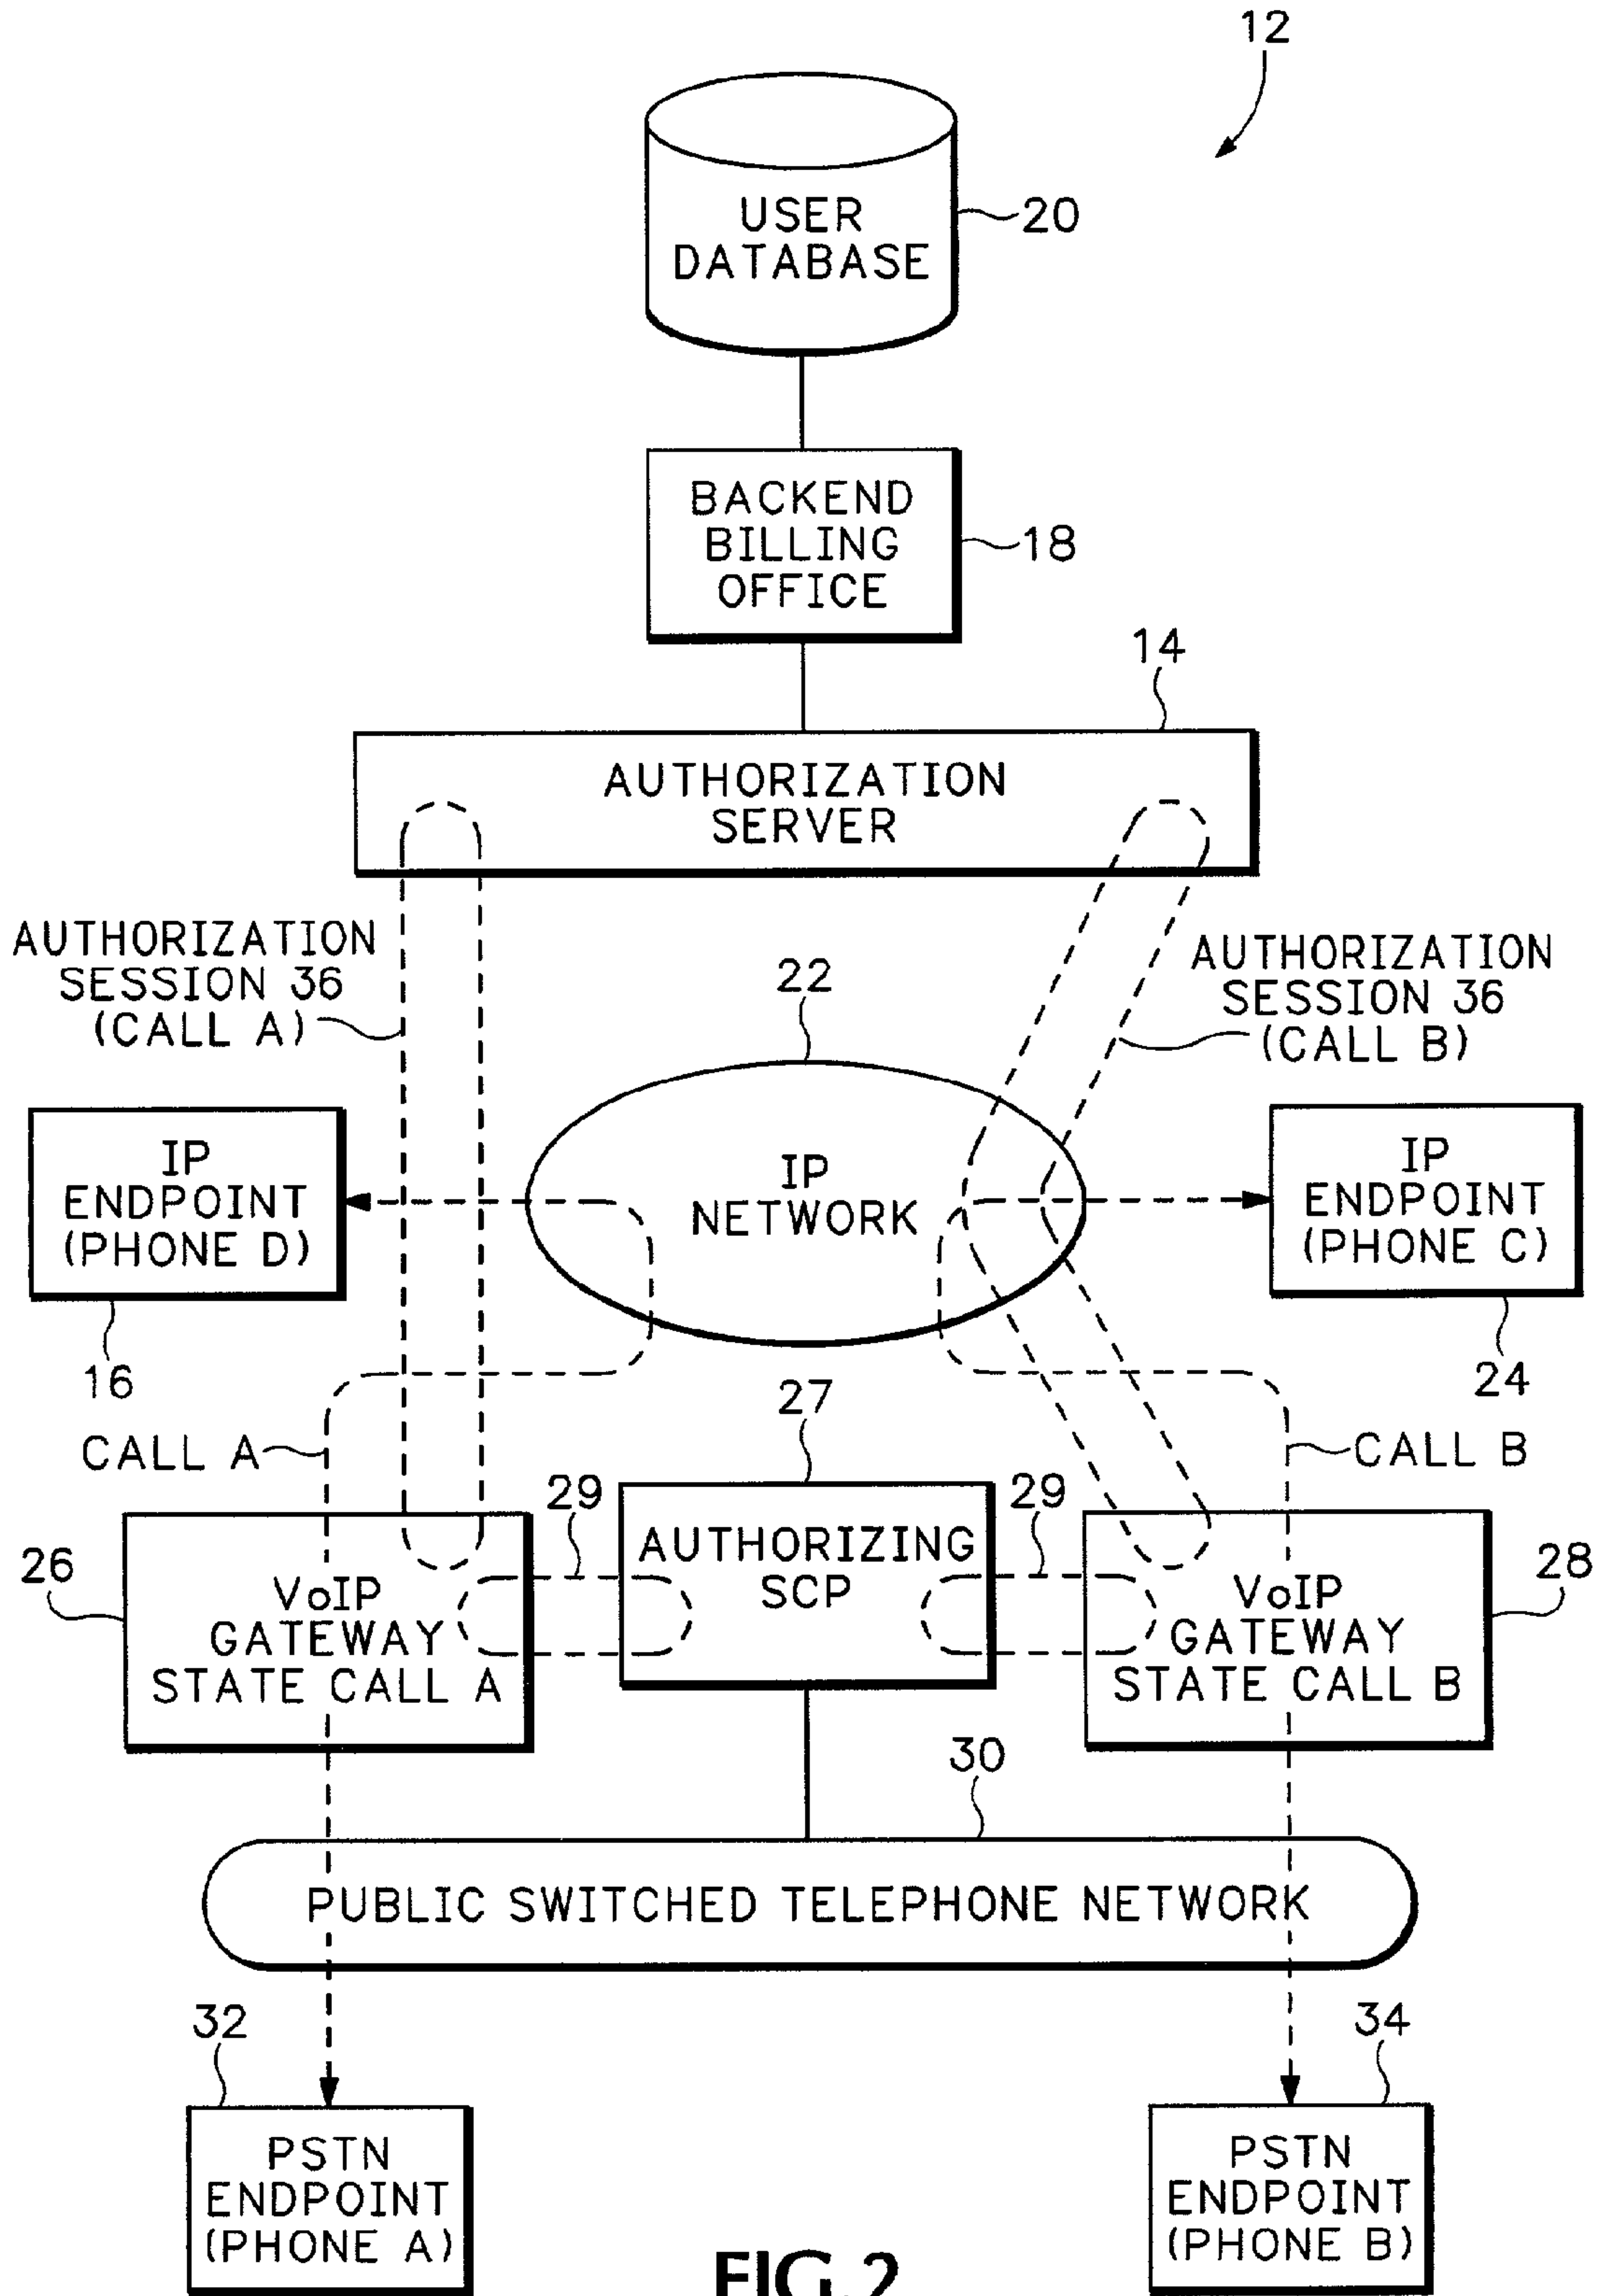 12
USER
DATABASE
20
BACKEND
BILLING
OFFICE
18
14
AUTHORIZATION
SERVER
AUTHORIZATION
SESSION 36
(CALL A)
22
AUTHORIZATION
SESSION 36
(CALL B)
IP
ENDPOINT
(PHONE D)
16
IP
NETWORK
IP
ENDPOINT
(PHONE C)
24
CALL A
27
CALL B
29
29
26
VoIP
GATEWAY
STATE CALL A
AUTHORIZING
SCP
VoIP
GATEWAY
STATE CALL B
28
30
PUBLIC SWITCHED TELEPHONE NETWORK
32
34
PSTN
ENDPOINT
(PHONE A)
PSTN
ENDPOINT
(PHONE B)
FIG.2